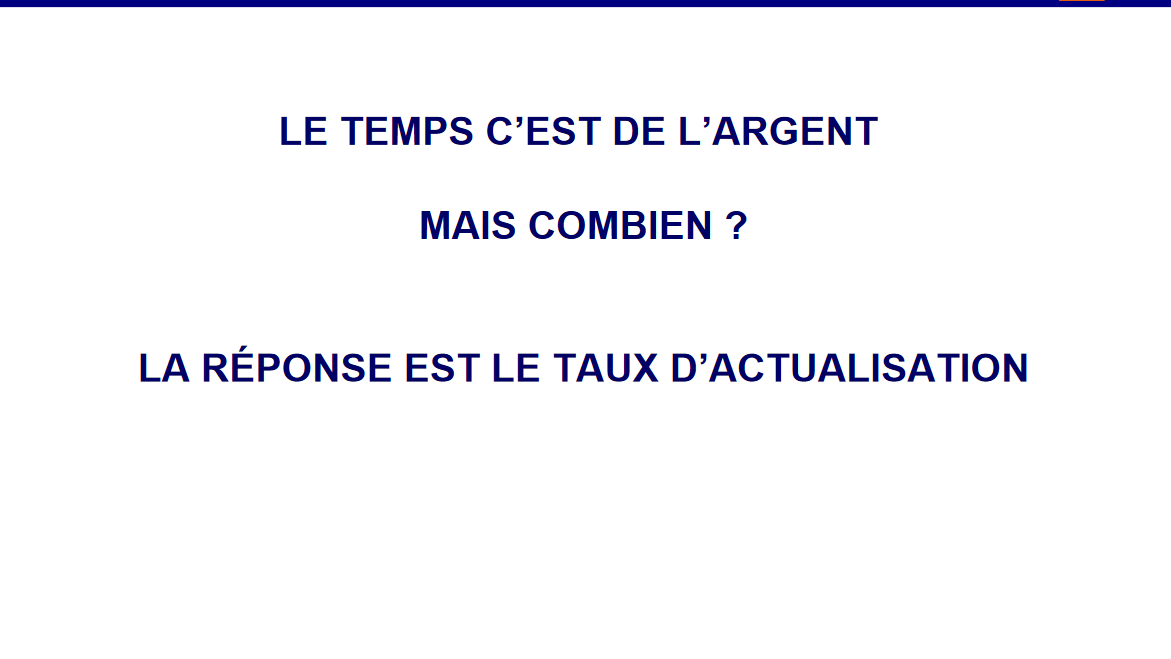 LE TEMPS C’EST DE L’ARGENT
MAIS COMBIEN ?
LA RÉPONSE EST LE TAUX D’ACTUALISATION